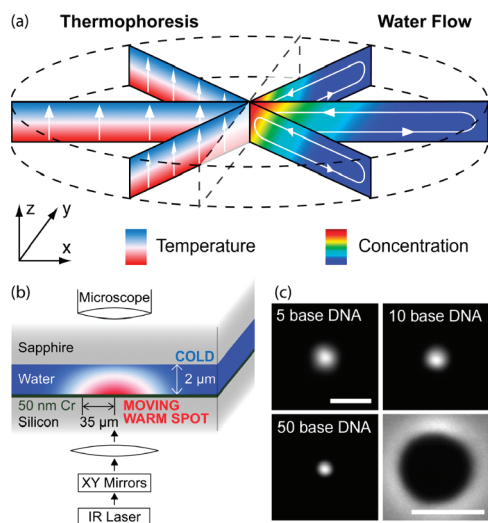 (a)
Thermophoresis
Water Flow
z
y
x
Temperature
Concentration
(b)
Microscope
Sapphire
COLD
Water
2 μm
50 nm Cr
MOVING
WARM SPOT
Silicon
35 μm
XY Mirrors
IR Laser
(c)
5 base DNA
10 base DNA
50 base DNA